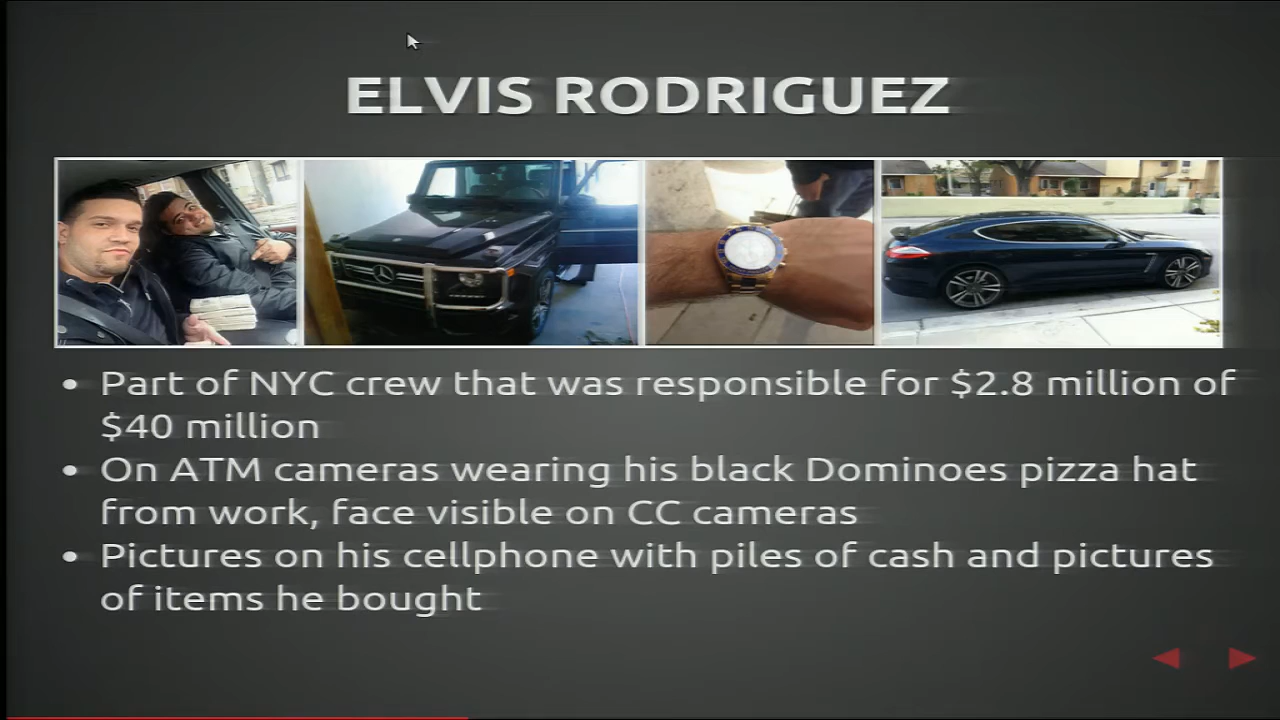 ELVIS RODRIGUEZ
• Part of NYC crew that was responsible for $2.8 million of
$40 million
• On ATM cameras wearing his black Dominoes pizza hat
from work, face visible on CC cameras
• Pictures on his cellphone with piles of cash and pictures
of items he bought